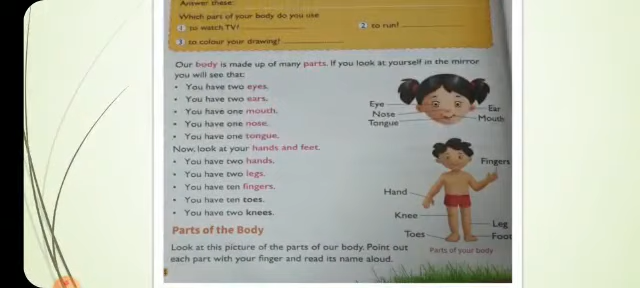 Answer these:
Which part of your body do you use
1 to watch TV?
2 to run?
3 to colour your drawing?
Our body is made up of many parts. If you look at yourself in the mirror
you will see that:
• You have two eyes.
• You have two ears.
• You have one mouth.
• You have one nose.
• You have one tongue.
Now, look at your hands and feet.
• You have two hands.
• You have two legs.
• You have ten fingers.
• You have ten toes.
• You have two knees.
Parts of the Body
Look at this picture of the parts of our body. Point out
each part with your finger and read its name aloud.
Eye
Nose
Tongue
Ear
Mouth
Fingers
Hand
Knee
Toes
Leg
Foot
Parts of your body